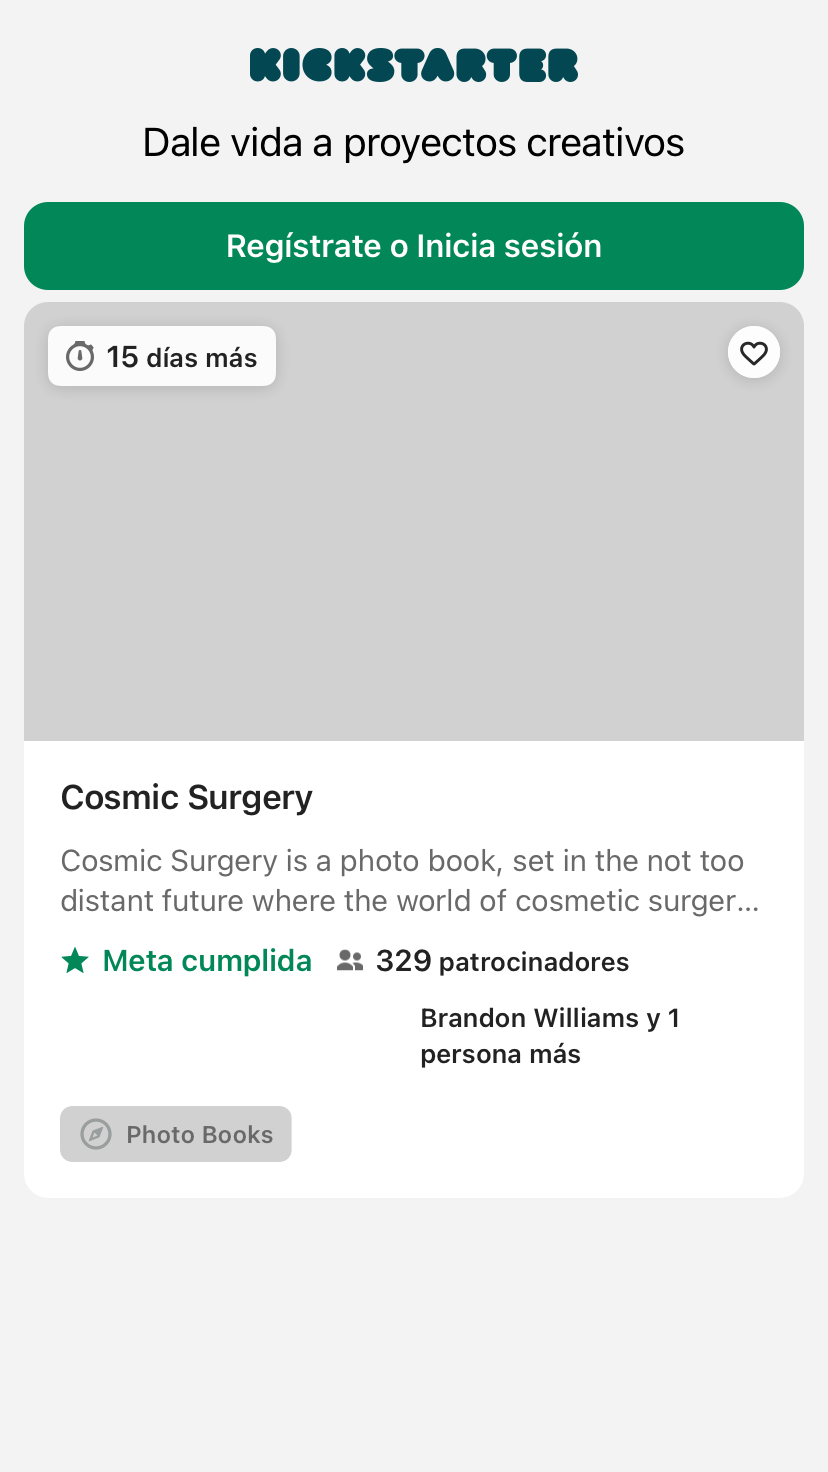 KICKSTARTER
Dale vida a proyectos creativos
Regístrate o Inicia sesión
15 días más
Cosmic Surgery
Cosmic Surgery is a photo book, set in the not too
distant future where the world of cosmetic surger…
Meta cumplida 329 patrocinadores
Brandon Williams y 1
persona más
Photo Books